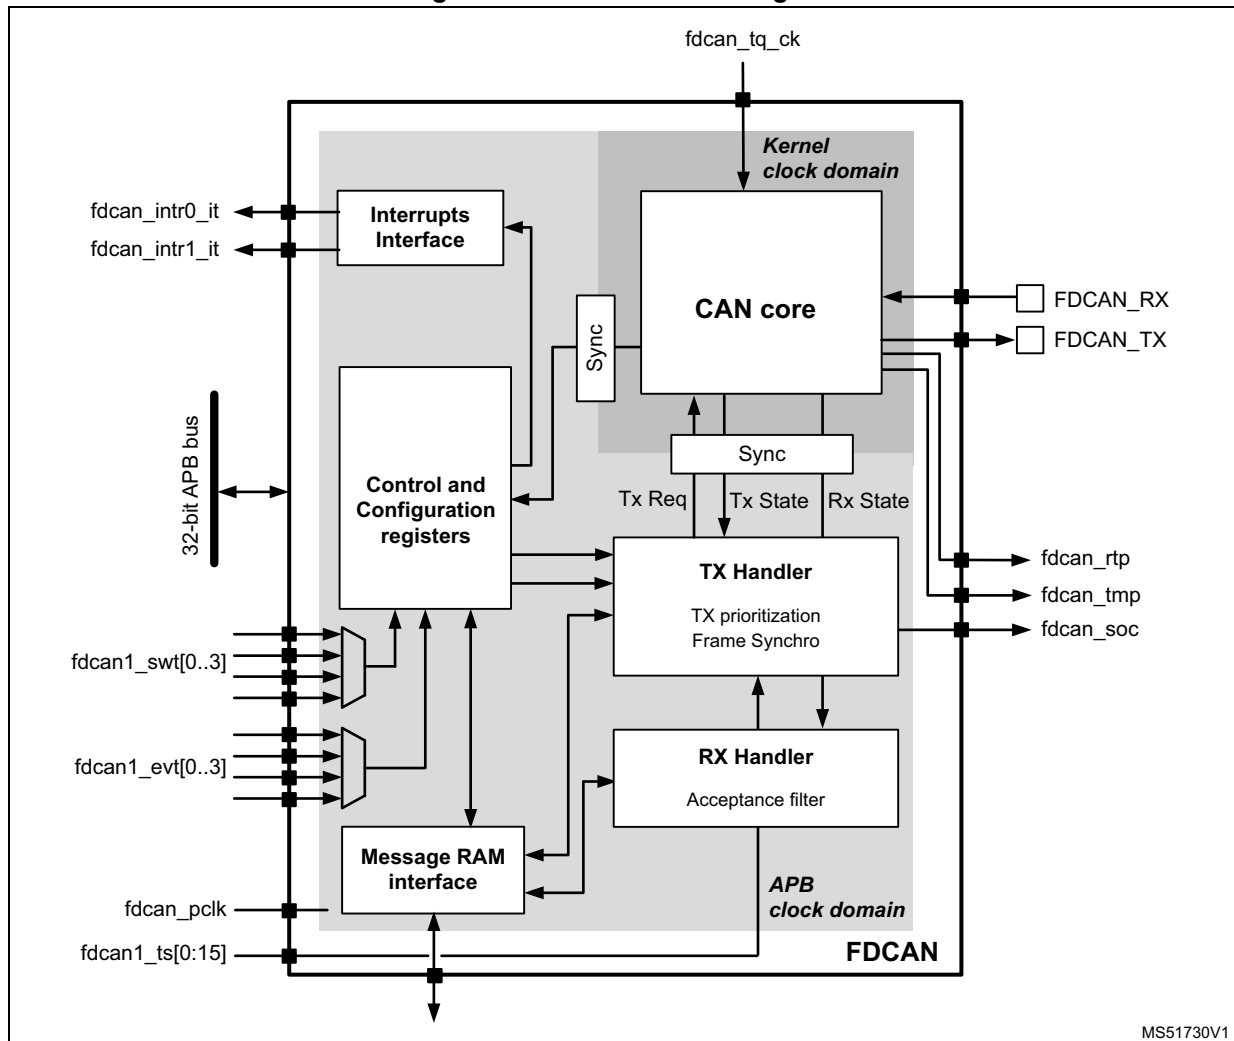 fdcan_tq_ck
Kernel
clock domain
fdcan_intr0_it
fdcan_intr1_it
Interrupts
Interface
CAN core
FDCAN_RX
FDCAN_TX
Sync
Sync
32-bit APB bus
Control and
Configuration
registers
Tx Req
Tx State
Rx State
TX Handler
TX prioritization
Frame Synchro
fdcan_rtp
fdcan_tmp
fdcan_soc
fdcan1_swt[0..3]
fdcan1_evt[0..3]
RX Handler
Acceptance filter
Message RAM
interface
APB
clock domain
fdcan_pclk
fdcan1_ts[0:15]
FDCAN
MS51730V1